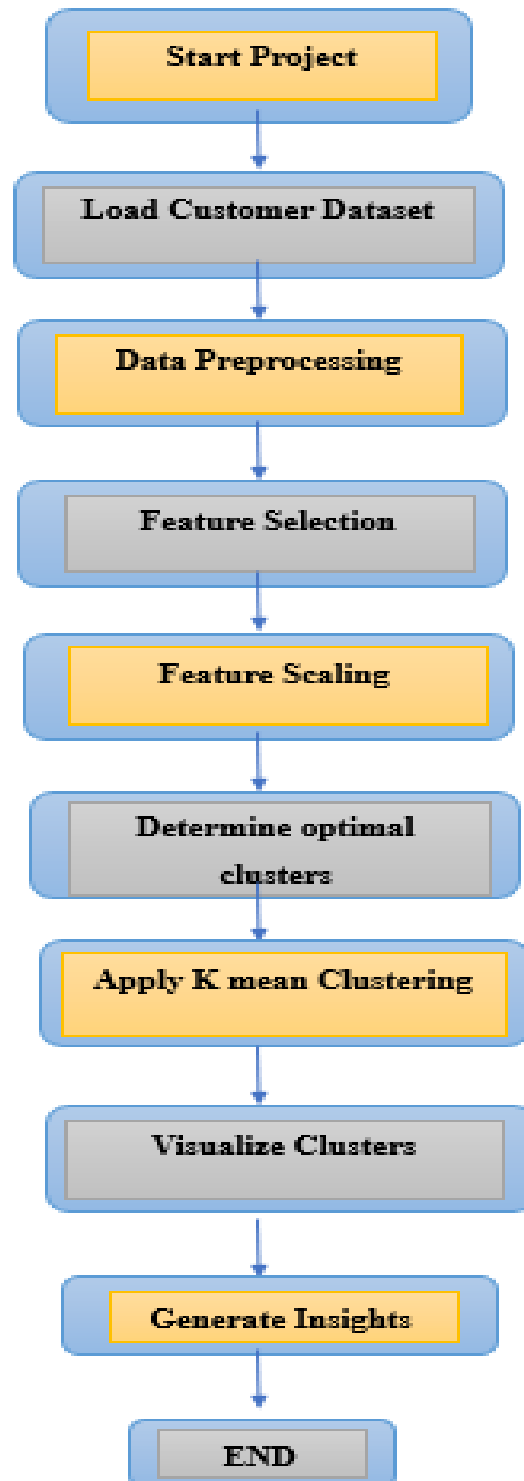 Start Project
Load Customer Dataset
Data Preprocessing
Feature Selection
Feature Scaling
Determine optimal
clusters
Apply K mean Clustering
Visualize Clusters
Generate Insights
END